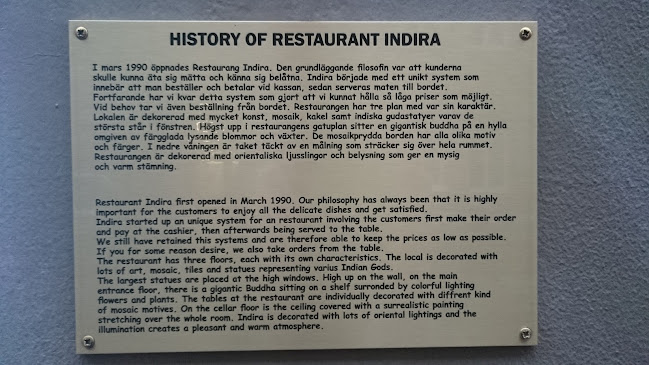 HISTORY OF RESTAURANT INDIRA
I mars 1990 öppnades Restaurang Indira. Den grundläggande filosofin var att kunderna
skulle kunna äta sig mätta och känna sig belåtna. Indira började med ett unikt system som
innebär att man beställer och betalar vid kassan, sedan serveras maten till bordet.
Fortfarande har vi kvar detta system som gjort att vi kunnat hålla så låga priser som möjligt.
Vid behov tar vi även beställning från bordet. Restaurangen har tre plan med var sin karaktär.
Lokalen är dekorerad med mycket konst, mosaik, kakel samt indiska gudastatyer varav de
största står i fönstren. Högst upp i restaurangens gatuplan sitter en gigantisk buddha på en hylla
omgiven av färgglada lysande blommor och växter. De mosaikprydda borden har alla olika motiv
och färger. I nedre våningen är taket täckt av en målning som sträcker sig över hela rummet.
Restaurangen är dekorerad med orientaliska ljusslingor och belysning som ger en mysig
och varm stämning.
Restaurant Indira first opened in March 1990. Our philosophy has always been that it is highly
important for the customers to enjoy all the delicate dishes and get satisfied.
Indira started up an unique system for an restaurant involving the customers first make their order
and pay at the cashier, then afterwards being served to the table.
We still have retained this systems and are therefore able to keep the prices as low as possible.
If you for some reason desire, we also take orders from the table.
The restaurant has three floors, each with its own characteristics. The local is decorated with
lots of art, mosaic, tiles and statues representing varius Indian Gods.
The largest statues are placed at the high windows. High up on the wall, on the main
entrance floor, there is a gigantic Buddha sitting on a shelf surronded by colorful lighting
flowers and plants. The tables at the restaurant are individually decorated with diffrent kind
of mosaic motives. On the cellar floor is the ceiling covered with a surrealistic painting
stretching over the whole room. Indira is decorated with lots of oriental lightings and the
illumination creates a pleasant and warm atmosphere.